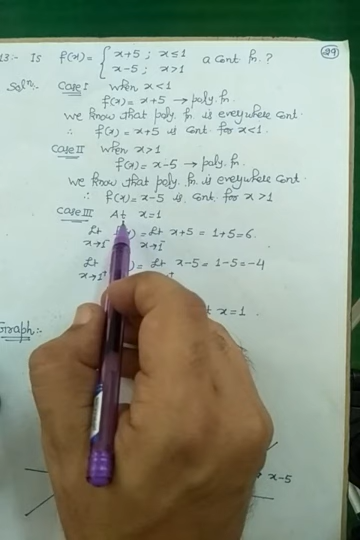 (29)
13:- Is f(x) = { x+5 ; x≤1 a Cont. fn. ?
x-5 ; x>1
Soln. Case I when x<1
f(x) = x+5 → poly. fn.
we know that poly. fn. is everywhere cont.
∴ f(x) = x+5 is Cont. for x<1.
Case II when x>1
f(x) = x-5 → poly. fn.
we know that poly. fn. is everywhere Cont.
∴ f(x) = x-5 is Cont. for x>1
Case III At x=1
Lt = Lt x+5 = 1+5 = 6.
x→1⁻ x→1⁻
Lt = Lt x-5 = 1-5 = -4
x→1⁺
x=1 .
Graph:-
x-5